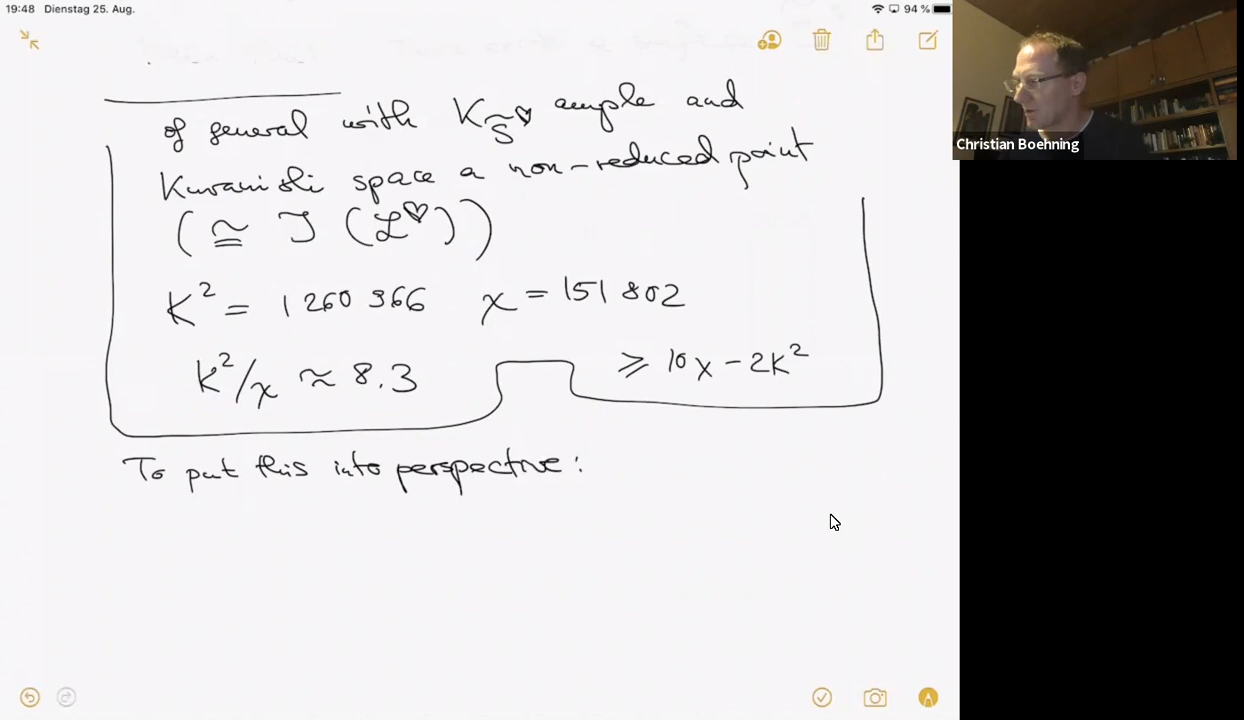 19:48 Dienstag 25. Aug.
94 %
of general with K_S̃♡ ample and
Kuranishi space a non-reduced point
(≅ ℑ (ℒ♡))
K² = 1 260 366 χ = 151 802
K²/χ ≈ 8.3 ≥ 10χ - 2K²
To put this into perspective:
Christian Boehning